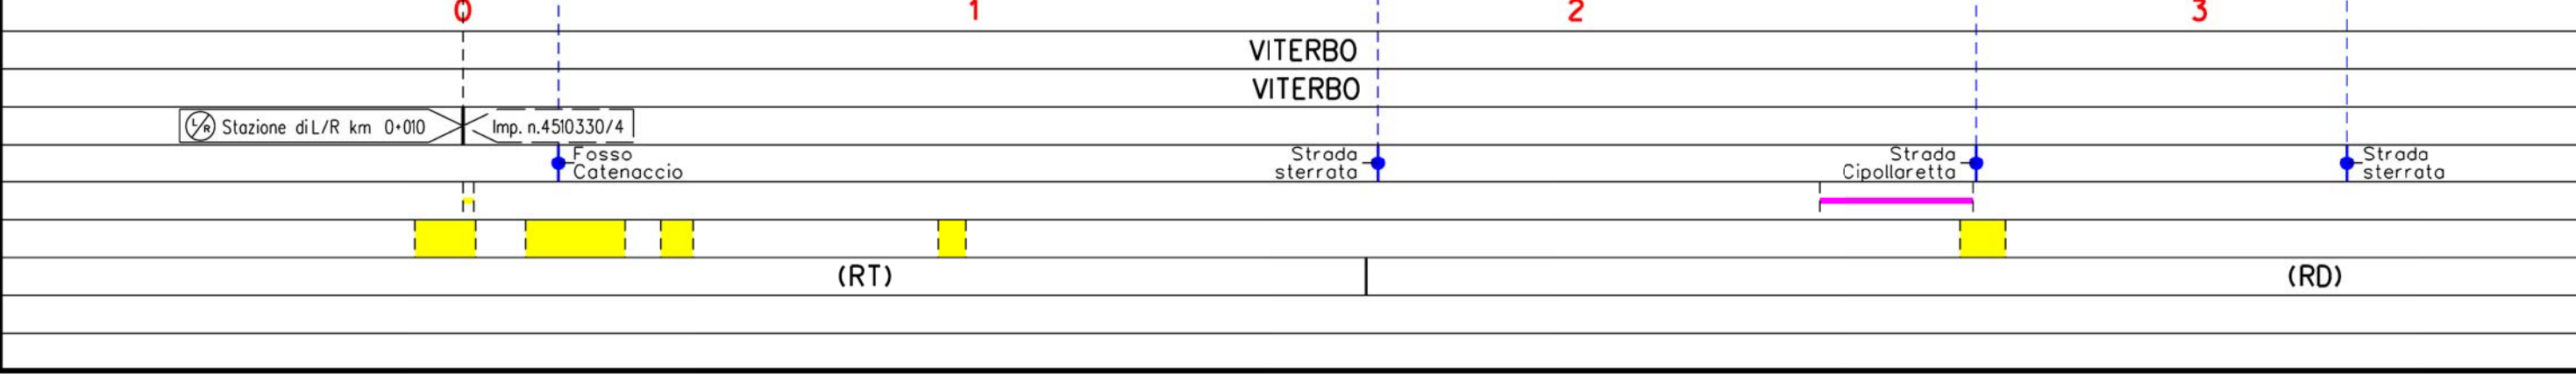 0 1 2 3
VITERBO
VITERBO
L/R Stazione di L/R km 0+010 Imp. n.4510330/4
Fosso
Catenaccio
Strada
sterrata
Strada
Cipollaretta
Strada
sterrata
(RT) (RD)